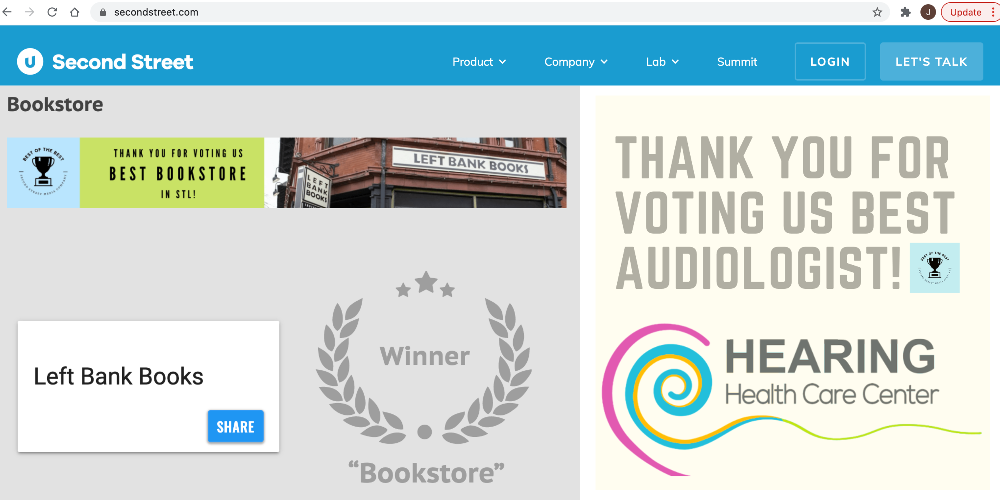 secondstreet.com
J
Update
Second Street
Product
Company
Lab
Summit
LOGIN
LET'S TALK
Bookstore
BEST OF THE BEST
SECOND STREET MEDIA COMPANY
THANK YOU FOR VOTING US
BEST BOOKSTORE
IN STL!
LEFT BANK BOOKS
LEFT
BANK
BOOKS
Left Bank Books
SHARE
Winner
“Bookstore”
THANK YOU FOR
VOTING US BEST
AUDIOLOGIST!
BEST OF THE BEST
SECOND STREET MEDIA COMPANY
HEARING
Health Care Center